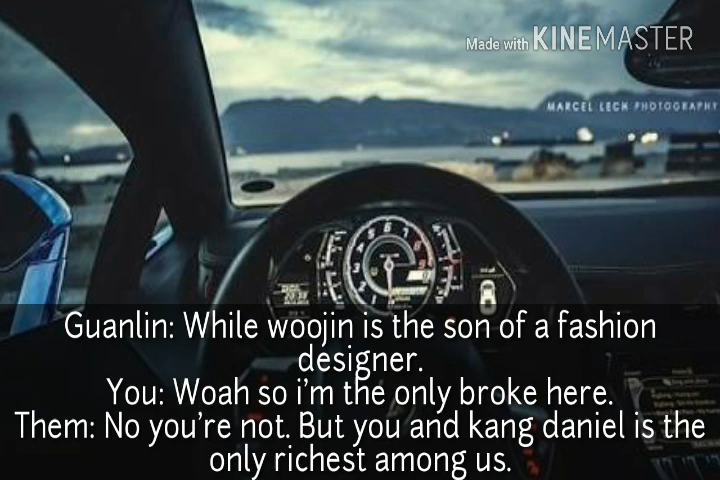 Made with KINEMASTER
MARCEL LECH PHOTOGRAPHY
Guanlin: While woojin is the son of a fashion
designer.
You: Woah so i'm the only broke here.
Them: No you're not. But you and kang daniel is the
only richest among us.